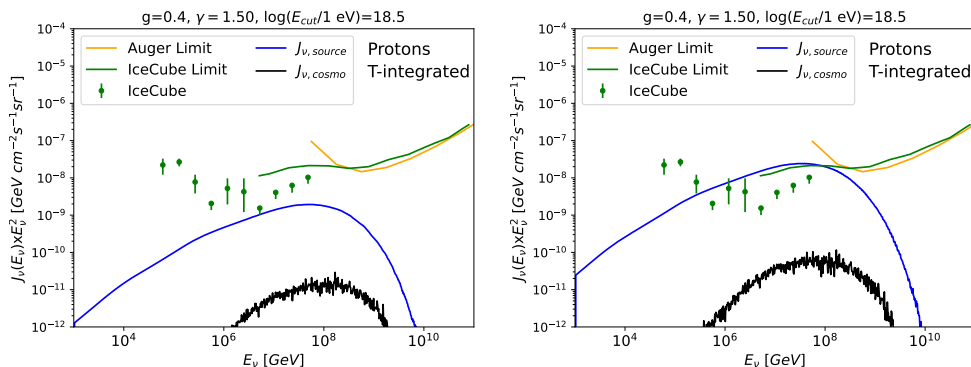 g=0.4, γ = 1.50, log(E_cut/1 eV)=18.5
Auger Limit
IceCube Limit
IceCube
J_ν,source
J_ν,cosmo
Protons
T-integrated
10^-4
10^-5
10^-6
10^-7
10^-8
10^-9
10^-10
10^-11
10^-12
J_ν(E_ν)xE_ν^2 [GeV cm^-2 s^-1 sr^-1]
10^4
10^6
10^8
10^10
E_ν [GeV]
g=0.4, γ = 1.50, log(E_cut/1 eV)=18.5
Auger Limit
IceCube Limit
IceCube
J_ν,source
J_ν,cosmo
Protons
T-integrated
10^-4
10^-5
10^-6
10^-7
10^-8
10^-9
10^-10
10^-11
10^-12
J_ν(E_ν)xE_ν^2 [GeV cm^-2 s^-1 sr^-1]
10^4
10^6
10^8
10^10
E_ν [GeV]